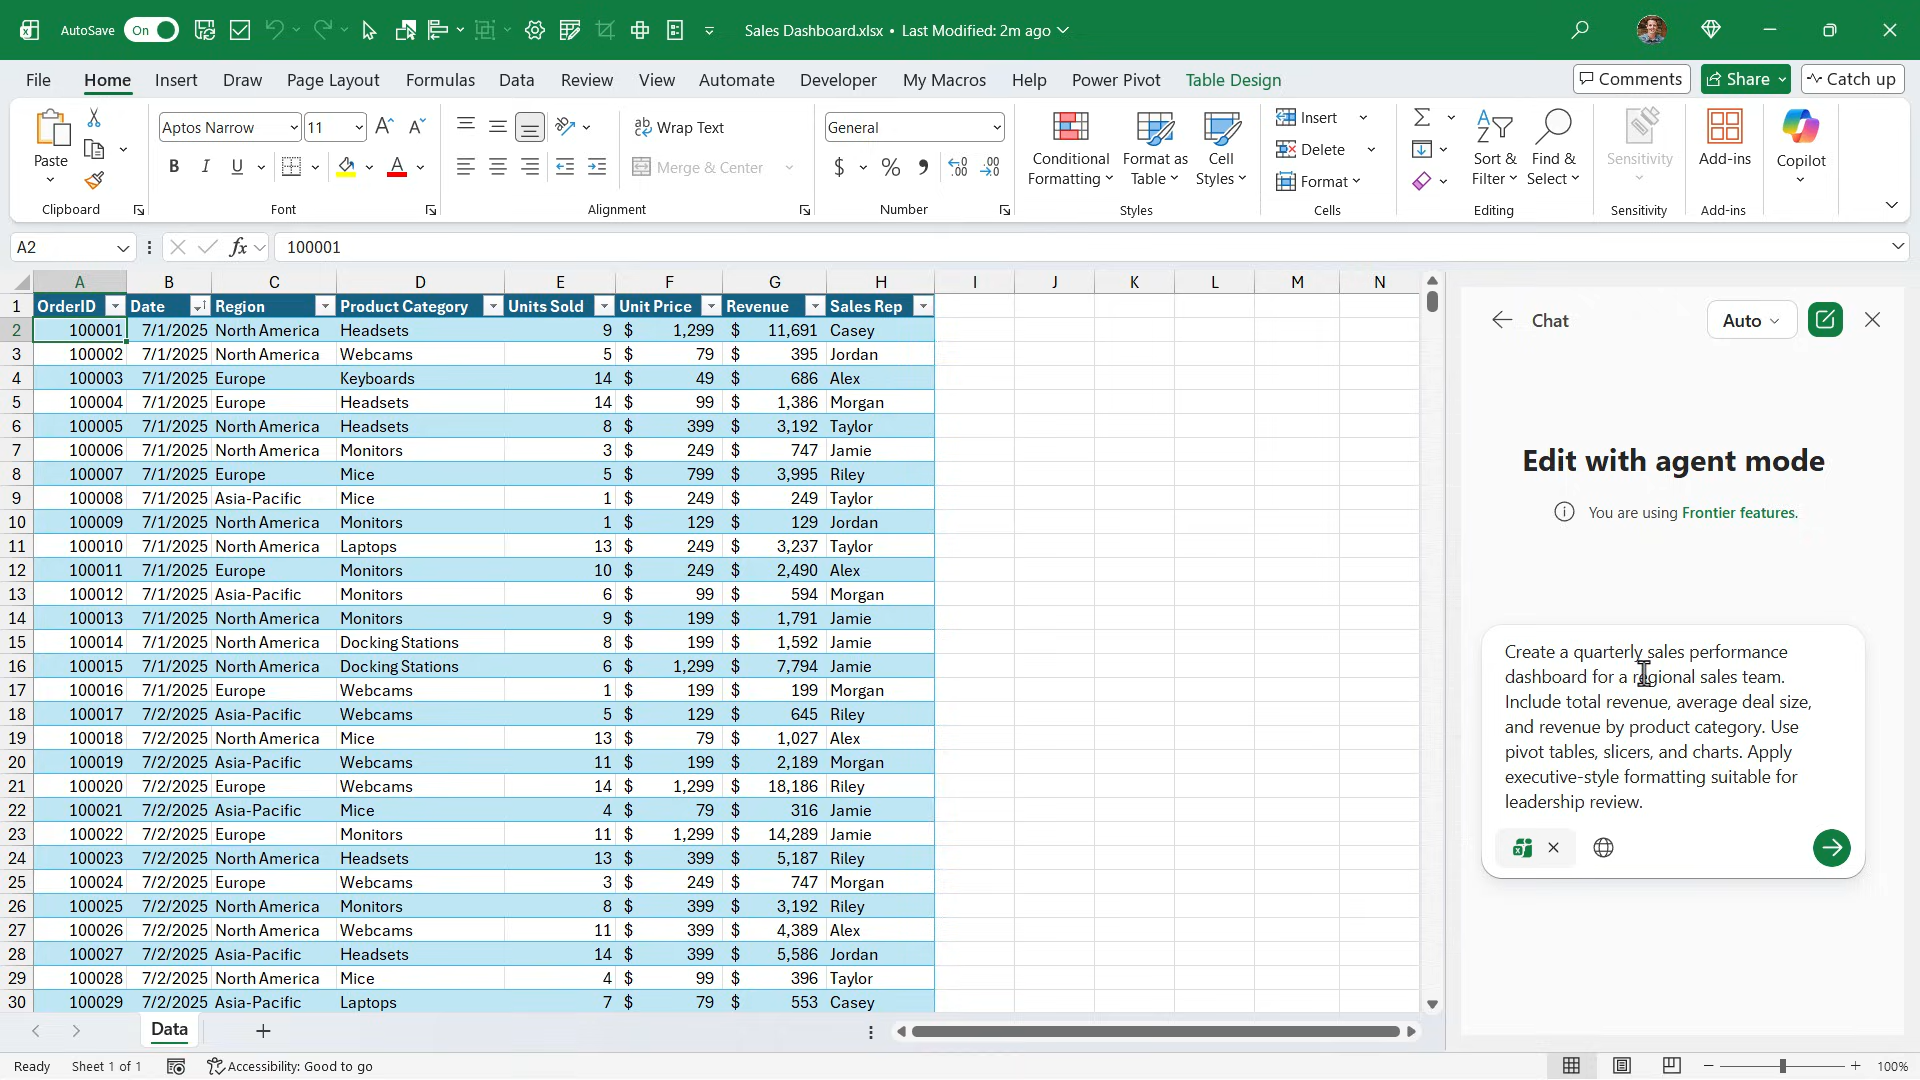 AutoSave On Sales Dashboard.xlsx • Last Modified: 2m ago
File Home Insert Draw Page Layout Formulas Data Review View Automate Developer My Macros Help Power Pivot Table Design Comments Share Catch up
Paste
Clipboard
Aptos Narrow 11
B I U A
Font
Wrap Text
Merge & Center
Alignment
General
$ % 9
Number
Conditional Formatting
Format as Table
Cell Styles
Styles
Insert
Delete
Format
Cells
Sort & Filter
Find & Select
Editing
Sensitivity
Sensitivity
Add-ins
Add-ins
Copilot
A2 fx 100001
A B C D E F G H I J K L M N
1 OrderID Date Region Product Category Units Sold Unit Price Revenue Sales Rep
2 100001 7/1/2025 North America Headsets 9 $ 1,299 $ 11,691 Casey
3 100002 7/1/2025 North America Webcams 5 $ 79 $ 395 Jordan
4 100003 7/1/2025 Europe Keyboards 14 $ 49 $ 686 Alex
5 100004 7/1/2025 Europe Headsets 14 $ 99 $ 1,386 Morgan
6 100005 7/1/2025 North America Headsets 8 $ 399 $ 3,192 Taylor
7 100006 7/1/2025 North America Monitors 3 $ 249 $ 747 Jamie
8 100007 7/1/2025 Europe Mice 5 $ 799 $ 3,995 Riley
9 100008 7/1/2025 Asia-Pacific Mice 1 $ 249 $ 249 Taylor
10 100009 7/1/2025 North America Monitors 1 $ 129 $ 129 Jordan
11 100010 7/1/2025 North America Laptops 13 $ 249 $ 3,237 Taylor
12 100011 7/1/2025 Europe Monitors 10 $ 249 $ 2,490 Alex
13 100012 7/1/2025 Asia-Pacific Monitors 6 $ 99 $ 594 Morgan
14 100013 7/1/2025 North America Monitors 9 $ 199 $ 1,791 Jamie
15 100014 7/1/2025 North America Docking Stations 8 $ 199 $ 1,592 Jamie
16 100015 7/1/2025 North America Docking Stations 6 $ 1,299 $ 7,794 Jamie
17 100016 7/1/2025 Europe Webcams 1 $ 199 $ 199 Morgan
18 100017 7/2/2025 Asia-Pacific Webcams 5 $ 129 $ 645 Riley
19 100018 7/2/2025 North America Mice 13 $ 79 $ 1,027 Alex
20 100019 7/2/2025 Asia-Pacific Webcams 11 $ 199 $ 2,189 Morgan
21 100020 7/2/2025 Europe Webcams 14 $ 1,299 $ 18,186 Riley
22 100021 7/2/2025 Asia-Pacific Mice 4 $ 79 $ 316 Jamie
23 100022 7/2/2025 Europe Monitors 11 $ 1,299 $ 14,289 Jamie
24 100023 7/2/2025 North America Headsets 13 $ 399 $ 5,187 Riley
25 100024 7/2/2025 Europe Webcams 3 $ 249 $ 747 Morgan
26 100025 7/2/2025 North America Monitors 8 $ 399 $ 3,192 Riley
27 100026 7/2/2025 North America Webcams 11 $ 399 $ 4,389 Alex
28 100027 7/2/2025 Asia-Pacific Headsets 14 $ 399 $ 5,586 Jordan
29 100028 7/2/2025 North America Mice 4 $ 99 $ 396 Taylor
30 100029 7/2/2025 Asia-Pacific Laptops 7 $ 79 $ 553 Casey
Chat Auto
Edit with agent mode
You are using Frontier features.
Create a quarterly sales performance
dashboard for a regional sales team.
Include total revenue, average deal size,
and revenue by product category. Use
pivot tables, slicers, and charts. Apply
executive-style formatting suitable for
leadership review.
Data
Ready Sheet 1 of 1 Accessibility: Good to go 100%